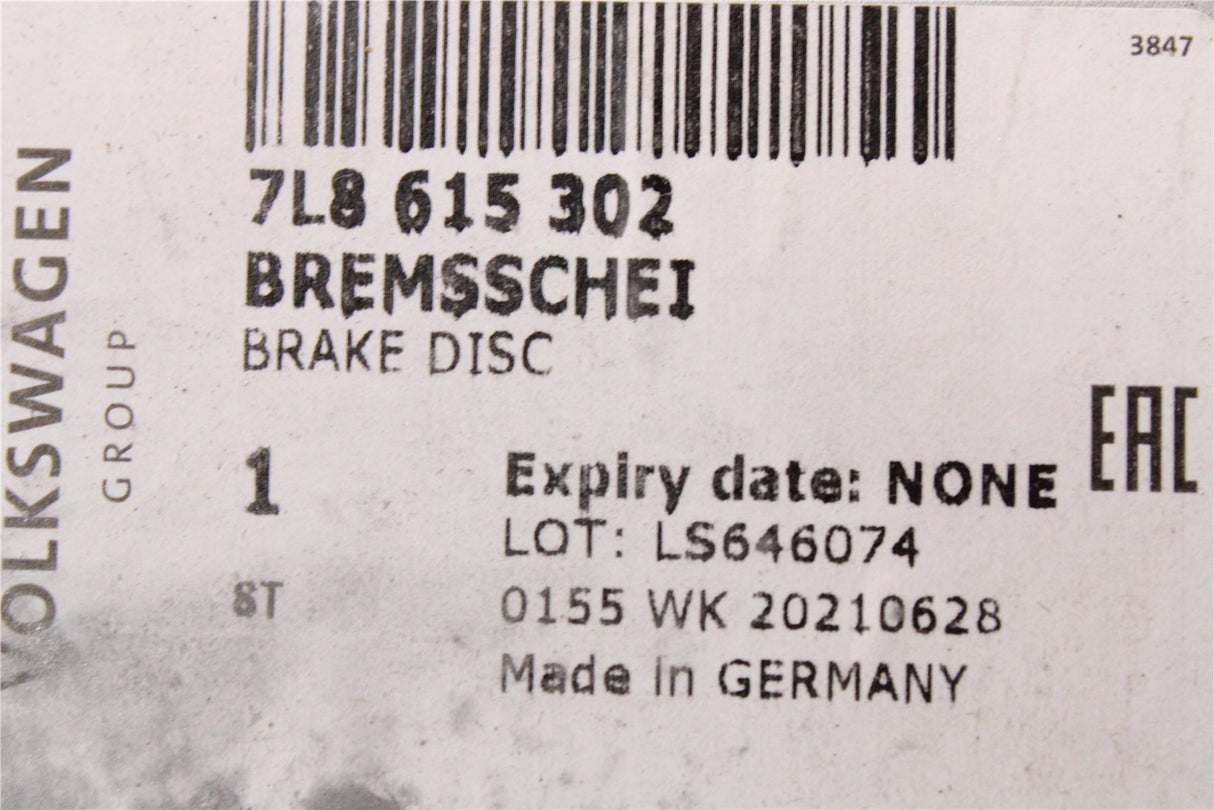 3847
7L8 615 302
BREMSSCHEI
BRAKE DISC
1
ST
Expiry date: NONE
LOT: LS646074
0155 WK 20210628
Made in GERMANY
EAC
VOLKSWAGEN
GROUP